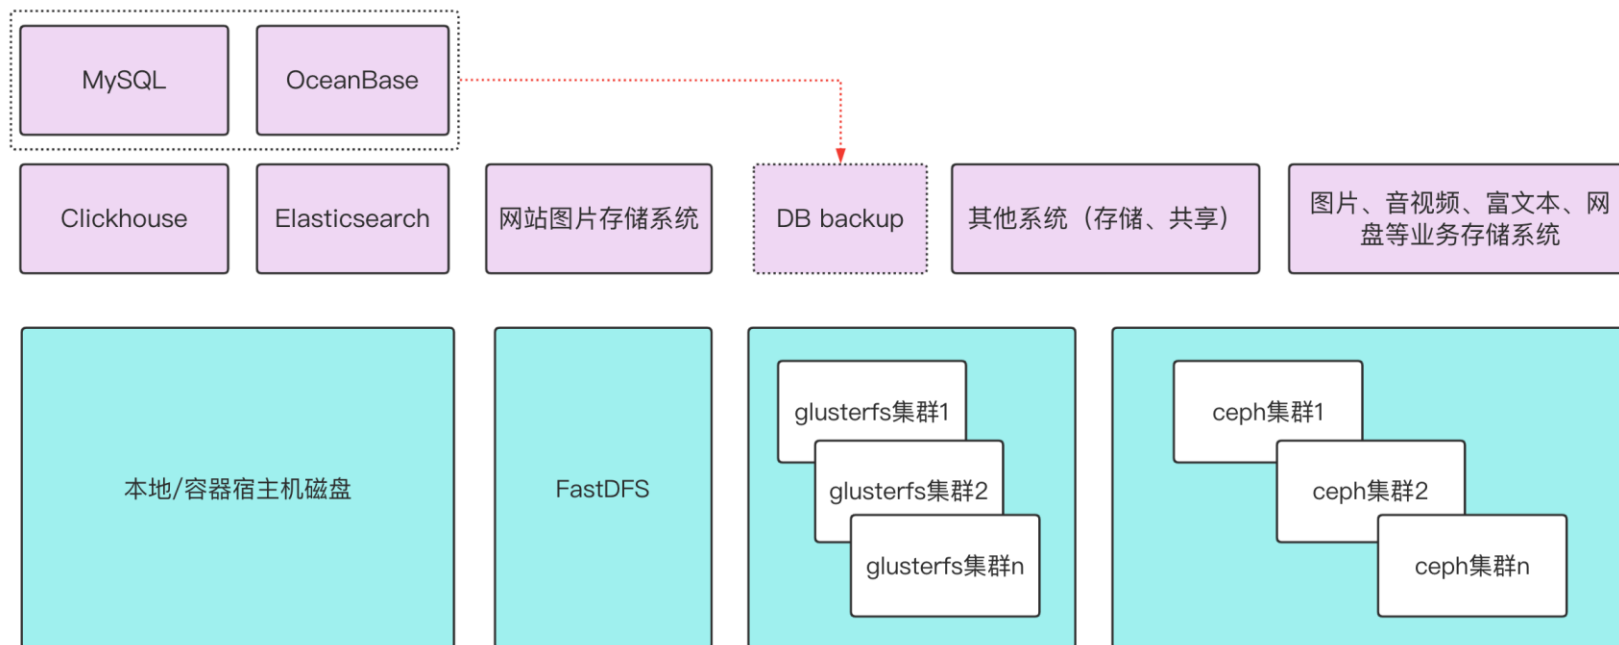 MySQL
OceanBase
Clickhouse
Elasticsearch
网站图片存储系统
DB backup
其他系统（存储、共享）
图片、音视频、富文本、网
盘等业务存储系统
本地/容器宿主机磁盘
FastDFS
glusterfs集群1
glusterfs集群2
glusterfs集群n
ceph集群1
ceph集群2
ceph集群n